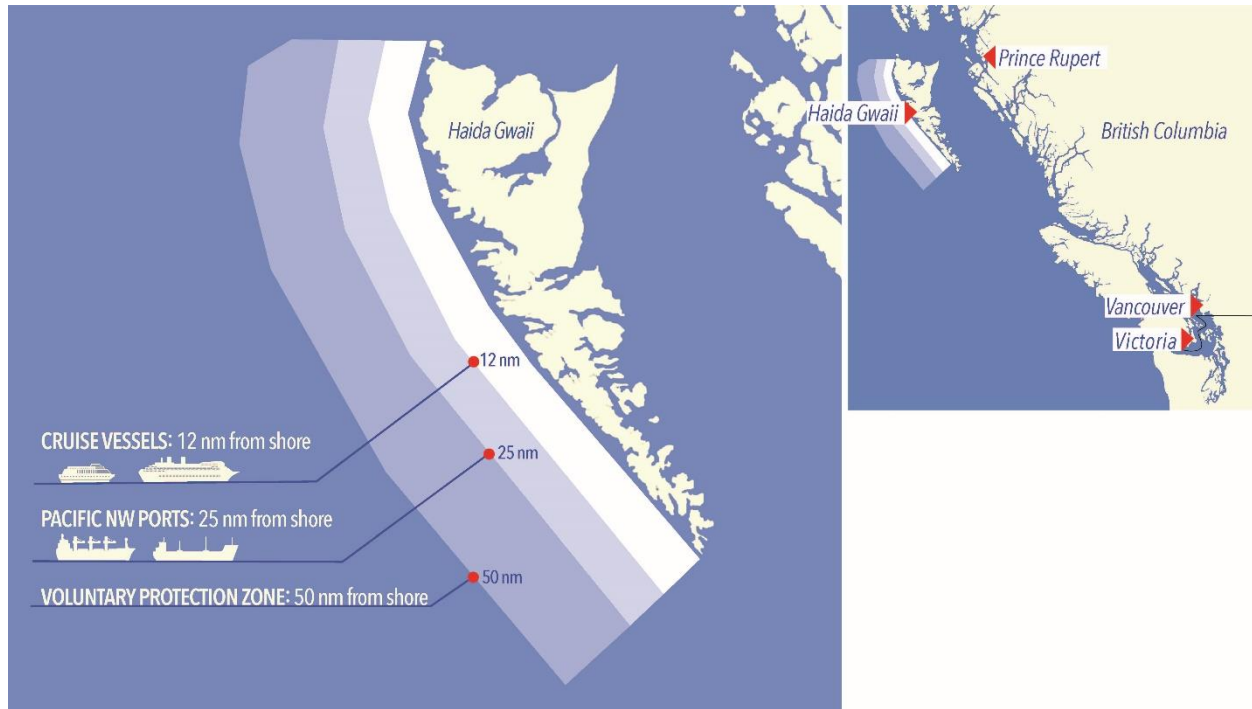 Haida Gwaii
12 nm
25 nm
50 nm
CRUISE VESSELS: 12 nm from shore
PACIFIC NW PORTS: 25 nm from shore
VOLUNTARY PROTECTION ZONE: 50 nm from shore
Prince Rupert
Haida Gwaii
British Columbia
Vancouver
Victoria